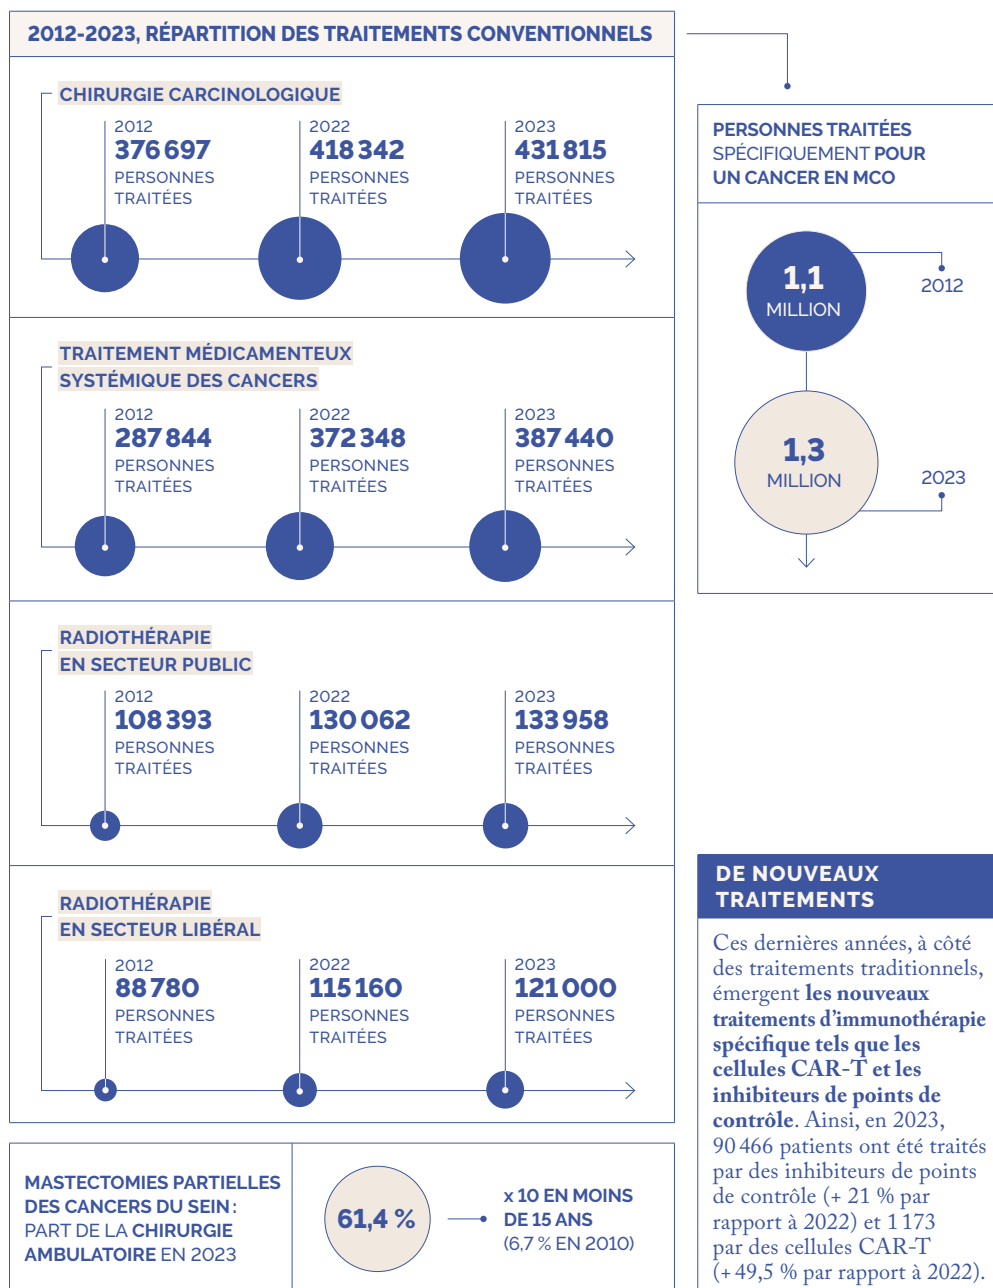 2012-2023, RÉPARTITION DES TRAITEMENTS CONVENTIONNELS
CHIRURGIE CARCINOLOGIQUE
2012
376 697
PERSONNES
TRAITÉES
2022
418 342
PERSONNES
TRAITÉES
2023
431 815
PERSONNES
TRAITÉES
TRAITEMENT MÉDICAMENTEUX
SYSTÉMIQUE DES CANCERS
2012
287 844
PERSONNES
TRAITÉES
2022
372 348
PERSONNES
TRAITÉES
2023
387 440
PERSONNES
TRAITÉES
RADIOTHÉRAPIE
EN SECTEUR PUBLIC
2012
108 393
PERSONNES
TRAITÉES
2022
130 062
PERSONNES
TRAITÉES
2023
133 958
PERSONNES
TRAITÉES
RADIOTHÉRAPIE
EN SECTEUR LIBÉRAL
2012
88 780
PERSONNES
TRAITÉES
2022
115 160
PERSONNES
TRAITÉES
2023
121 000
PERSONNES
TRAITÉES
MASTECTOMIES PARTIELLES
DES CANCERS DU SEIN :
PART DE LA CHIRURGIE
AMBULATOIRE EN 2023
61,4 %
x 10 EN MOINS
DE 15 ANS
(6,7 % EN 2010)
PERSONNES TRAITÉES
SPÉCIFIQUEMENT POUR
UN CANCER EN MCO
1,1
MILLION
2012
1,3
MILLION
2023
DE NOUVEAUX
TRAITEMENTS
Ces dernières années, à côté
des traitements traditionnels,
émergent les nouveaux
traitements d'immunothérapie
spécifique tels que les
cellules CAR-T et les
inhibiteurs de points de
contrôle. Ainsi, en 2023,
90 466 patients ont été traités
par des inhibiteurs de points
de contrôle (+ 21 % par
rapport à 2022) et 1 173
par des cellules CAR-T
(+ 49,5 % par rapport à 2022).